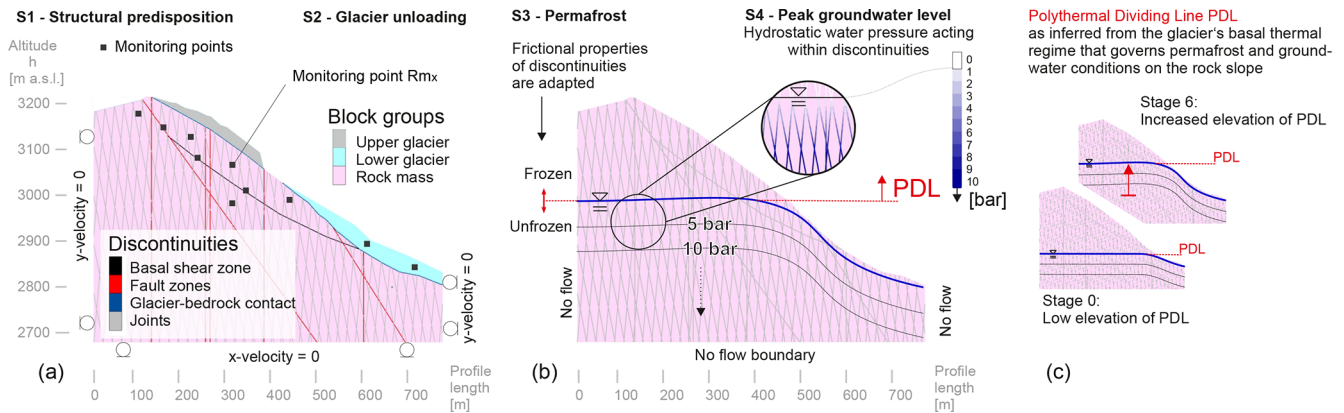 S1 - Structural predisposition
S2 - Glacier unloading
Altitude
h
[m a.s.l.]
Monitoring points
Monitoring point Rmx
3200
3100
3000
2900
2800
2700
y-velocity = 0
Block groups
Upper glacier
Lower glacier
Rock mass
Discontinuities
Basal shear zone
Fault zones
Glacier-bedrock contact
Joints
y-velocity = 0
x-velocity = 0
(a)
0
100
200
300
400
500
600
700
Profile
length
[m]
S3 - Permafrost
S4 - Peak groundwater level
Hydrostatic water pressure acting
within discontinuities
Frictional properties
of discontinuities
are adapted
Frozen
Unfrozen
PDL
5 bar
10 bar
0
1
2
3
4
5
6
7
8
9
10
[bar]
No flow
No flow
No flow boundary
(b)
0
100
200
300
400
500
600
700
Profile
length
[m]
Polythermal Dividing Line PDL
as inferred from the glacier's basal thermal
regime that governs permafrost and ground-
water conditions on the rock slope
Stage 6:
Increased elevation of PDL
PDL
PDL
Stage 0:
Low elevation of PDL
(c)